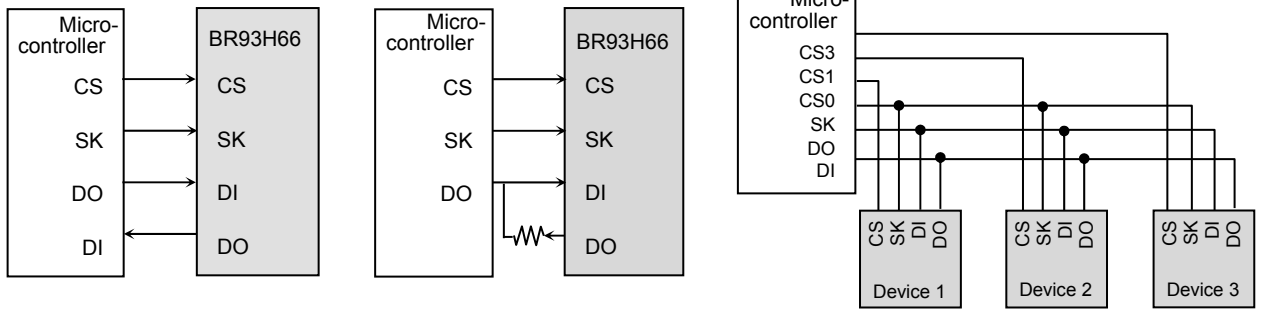 Micro-
controller
CS
SK
DO
DI
BR93H66
CS
SK
DI
DO
Micro-
controller
CS
SK
DO
BR93H66
CS
SK
DI
DO
Micro-
controller
CS3
CS1
CS0
SK
DO
DI
CS
SK
DI
DO
Device 1
CS
SK
DI
DO
Device 2
CS
SK
DI
DO
Device 3